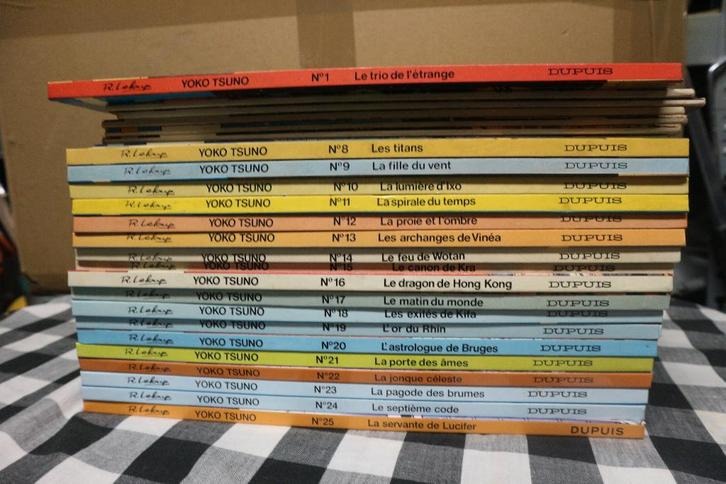 R. Leloup YOKO TSUNO N°1 Le trio de l'étrange DUPUIS
R. Leloup YOKO TSUNO N°8 Les titans DUPUIS
R. Leloup YOKO TSUNO N°9 La fille du vent DUPUIS
R. Leloup YOKO TSUNO N°10 La lumière d'Ixo DUPUIS
R. Leloup YOKO TSUNO N°11 La spirale du temps DUPUIS
R. Leloup YOKO TSUNO N°12 La proie et l'ombre DUPUIS
R. Leloup YOKO TSUNO N°13 Les archanges de Vinéa DUPUIS
R. Leloup YOKO TSUNO N°14 Le feu de Wotan DUPUIS
R. Leloup YOKO TSUNO N°15 Le canon de Kra DUPUIS
R. Leloup YOKO TSUNO N°16 Le dragon de Hong Kong DUPUIS
R. Leloup YOKO TSUNO N°17 Le matin du monde DUPUIS
R. Leloup YOKO TSUNO N°18 Les exilés de Kifa DUPUIS
R. Leloup YOKO TSUNO N°19 L'or du Rhin DUPUIS
R. Leloup YOKO TSUNO N°20 L'astrologue de Bruges DUPUIS
R. Leloup YOKO TSUNO N°21 La porte des âmes DUPUIS
R. Leloup YOKO TSUNO N°22 La jonque céleste DUPUIS
R. Leloup YOKO TSUNO N°23 La pagode des brumes DUPUIS
R. Leloup YOKO TSUNO N°24 Le septième code DUPUIS
R. Leloup YOKO TSUNO N°25 La servante de Lucifer DUPUIS